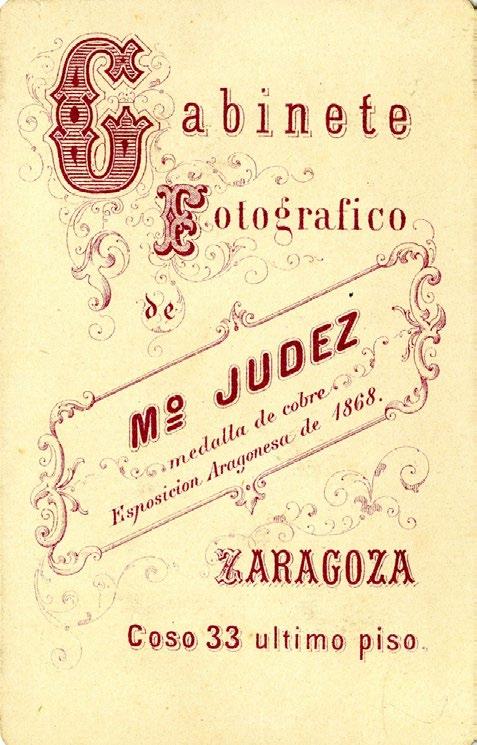 Gabinete
Fotografico
de
Mº JUDEZ
medalla de cobre
Esposicion Aragonesa de 1868.
ZARAGOZA
Coso 33 ultimo piso.